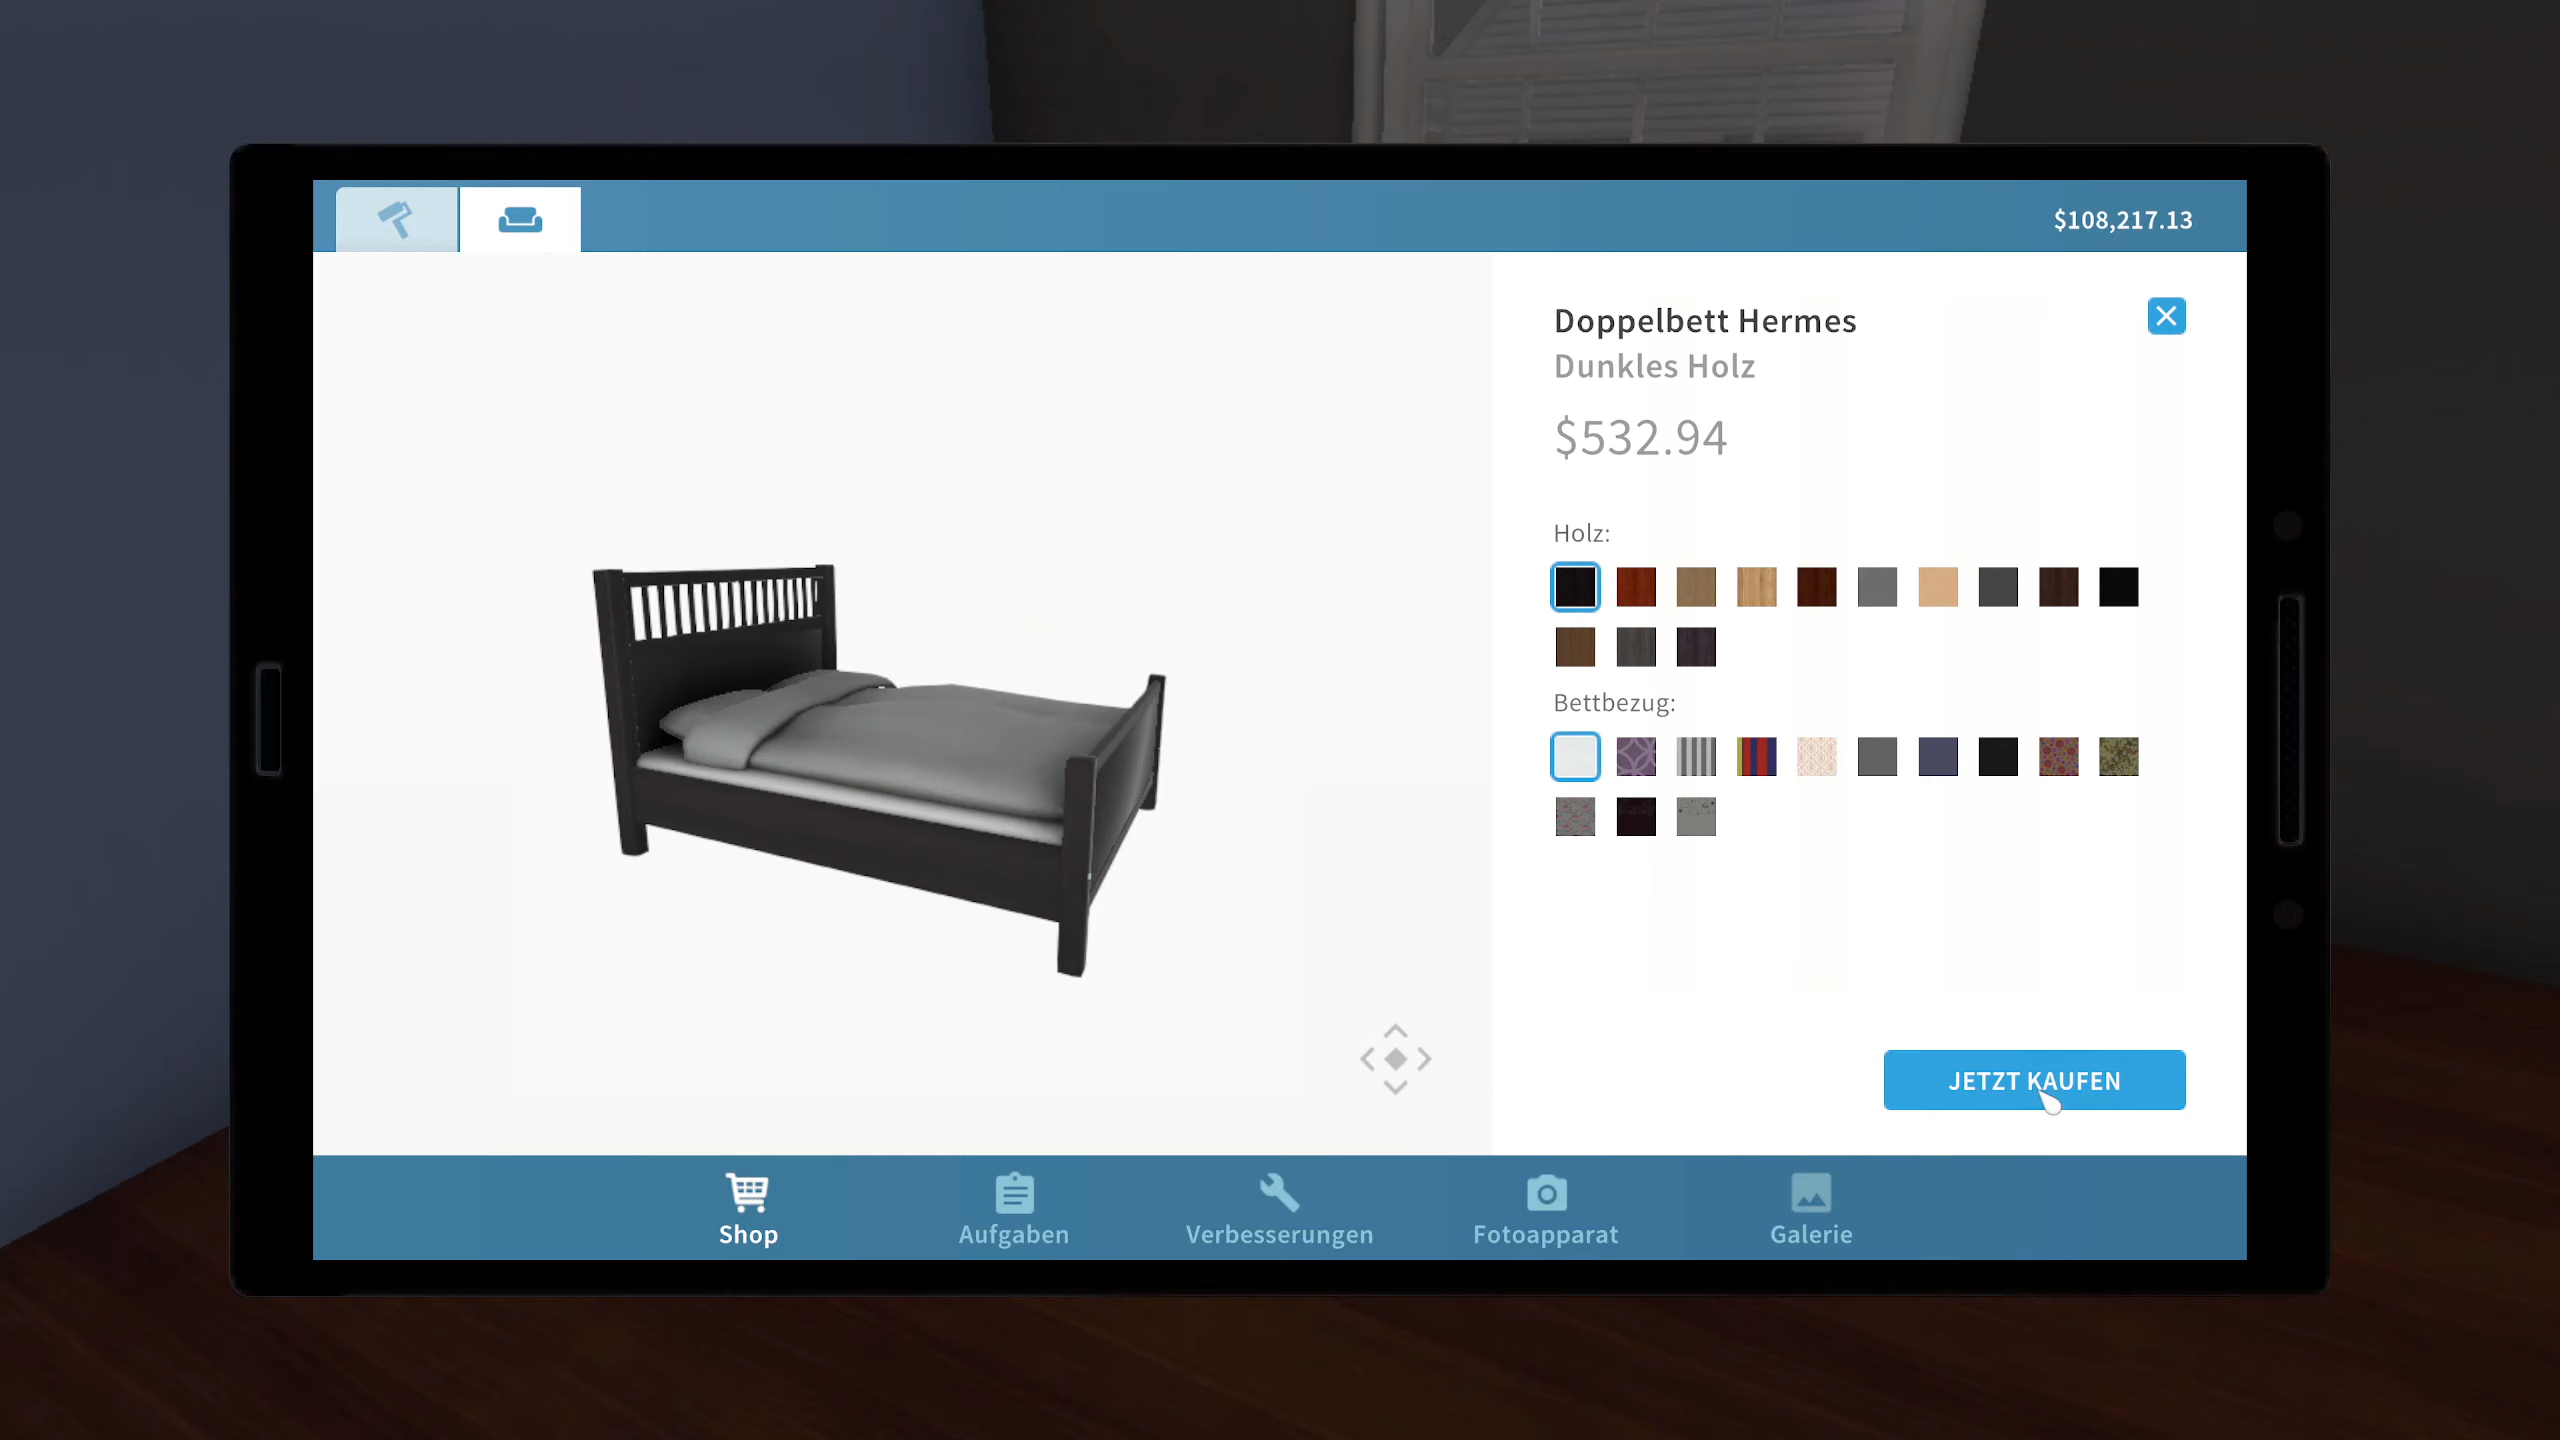 $108,217.13
Doppelbett Hermes
Dunkles Holz
$532.94
Holz:
Bettbezug:
JETZT KAUFEN
Shop
Aufgaben
Verbesserungen
Fotoapparat
Galerie